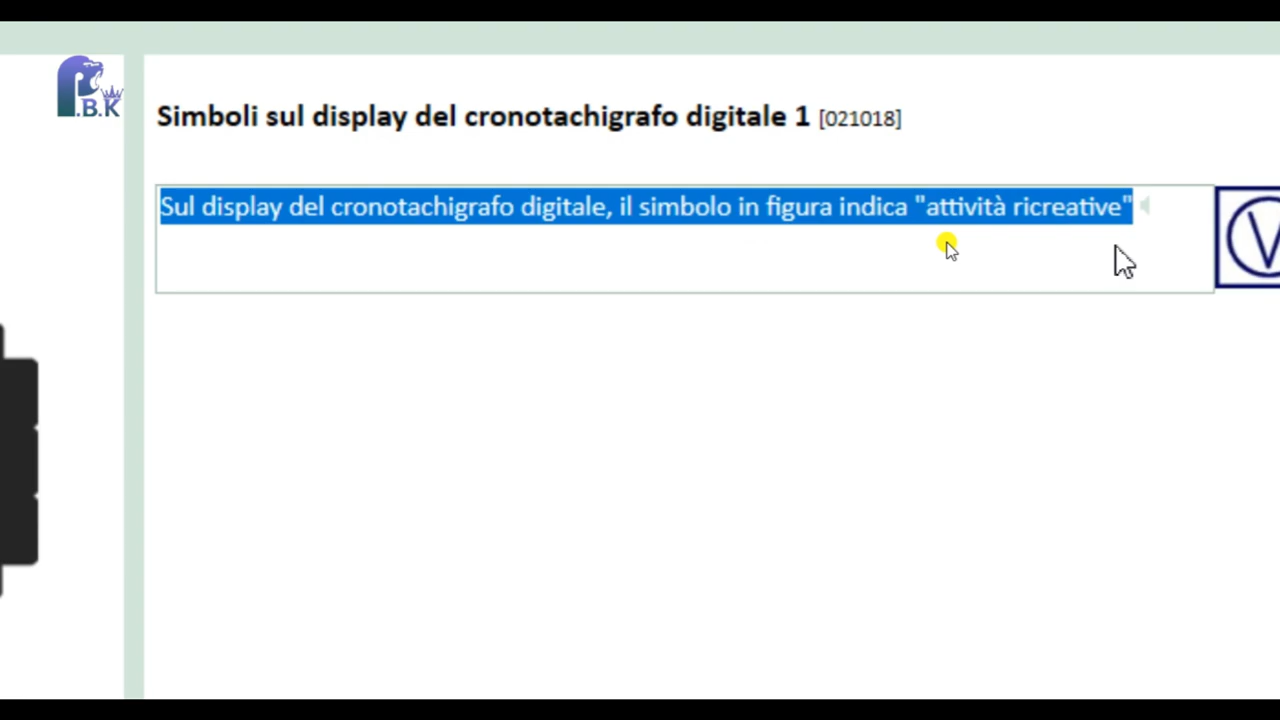 P.B.K
Simboli sul display del cronotachigrafo digitale 1 [021018]
Sul display del cronotachigrafo digitale, il simbolo in figura indica "attività ricreative"
V